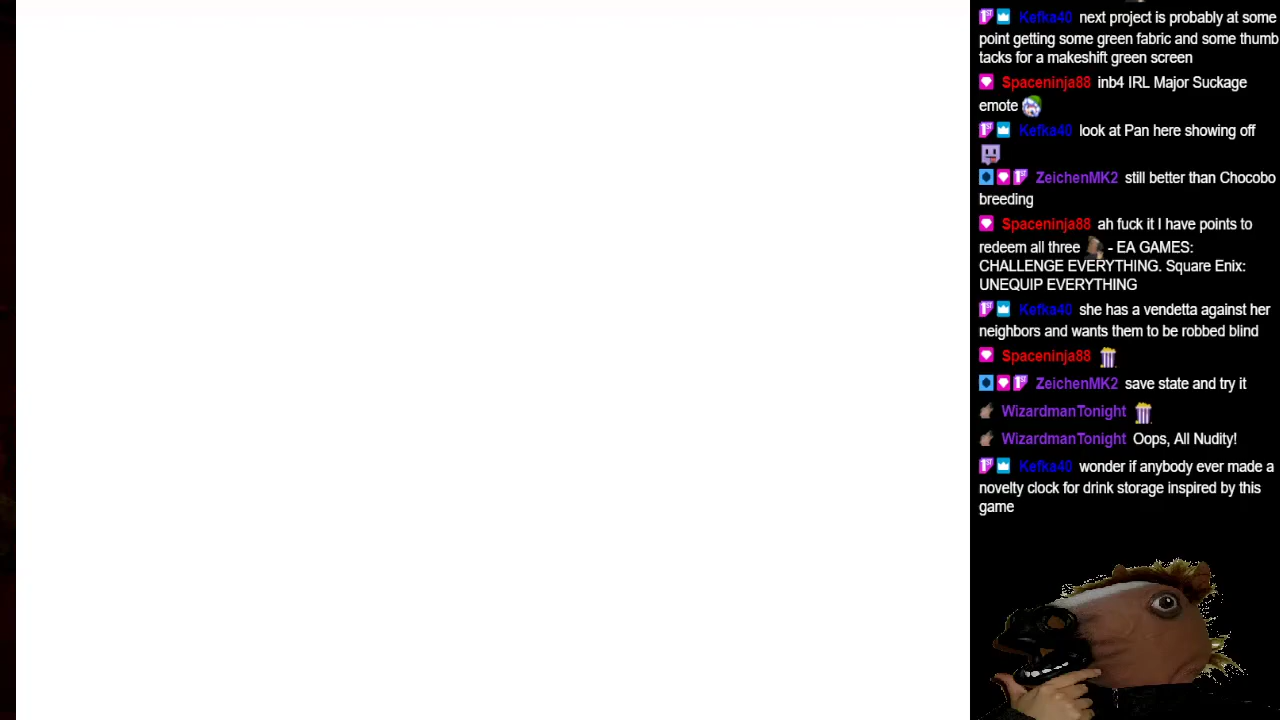 Kefka40 next project is probably at some
point getting some green fabric and some thumb
tacks for a makeshift green screen
Spaceninja88 inb4 IRL Major Suckage
emote
Kefka40 look at Pan here showing off
ZeichenMK2 still better than Chocobo
breeding
Spaceninja88 ah fuck it I have points to
redeem all three - EA GAMES:
CHALLENGE EVERYTHING. Square Enix:
UNEQUIP EVERYTHING
Kefka40 she has a vendetta against her
neighbors and wants them to be robbed blind
Spaceninja88
ZeichenMK2 save state and try it
WizardmanTonight
WizardmanTonight Oops, All Nudity!
Kefka40 wonder if anybody ever made a
novelty clock for drink storage inspired by this
game